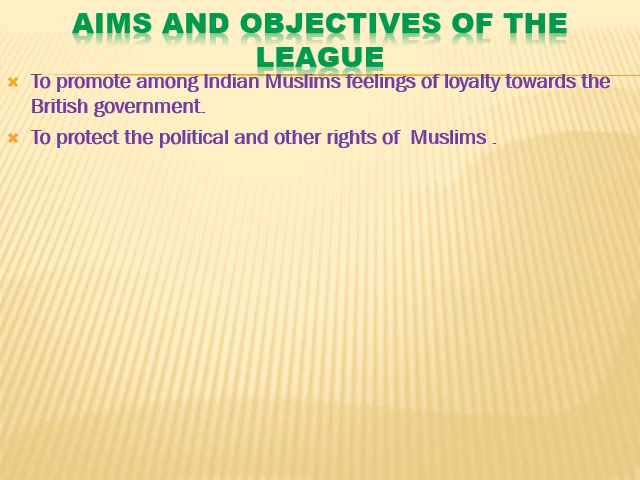 AIMS AND OBJECTIVES OF THE
LEAGUE
To promote among Indian Muslims feelings of loyalty towards the
British government.
To protect the political and other rights of  Muslims .